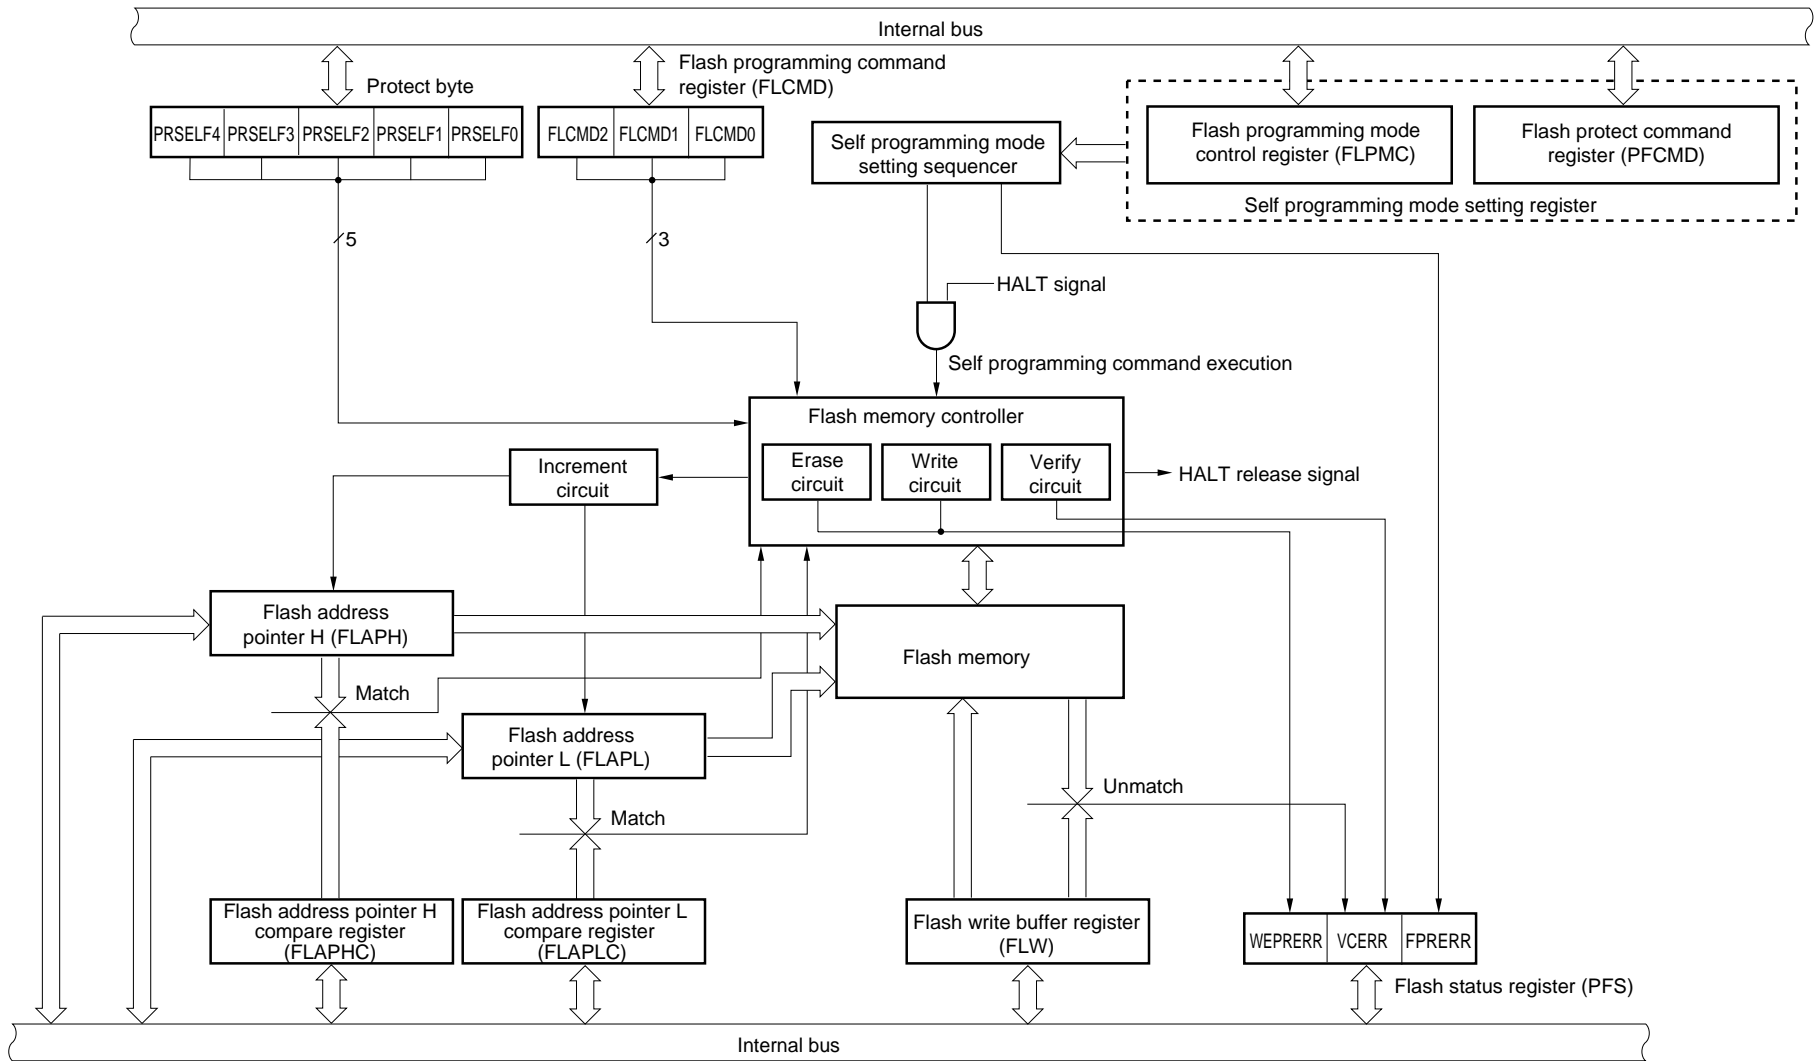 Internal bus
Flash programming command
register (FLCMD)
Protect byte
PRSELF4 PRSELF3 PRSELF2 PRSELF1 PRSELF0
FLCMD2 FLCMD1 FLCMD0
Self programming mode
setting sequencer
Flash programming mode
control register (FLPMC)
Flash protect command
register (PFCMD)
Self programming mode setting register
5
3
HALT signal
Self programming command execution
Flash memory controller
Erase
circuit
Write
circuit
Verify
circuit
HALT release signal
Increment
circuit
Flash address
pointer H (FLAPH)
Flash memory
Match
Flash address
pointer L (FLAPL)
Match
Unmatch
Flash address pointer H
compare register
(FLAPHC)
Flash address pointer L
compare register
(FLAPLC)
Flash write buffer register
(FLW)
WEPRERR VCERR FPRERR
Flash status register (PFS)
Internal bus